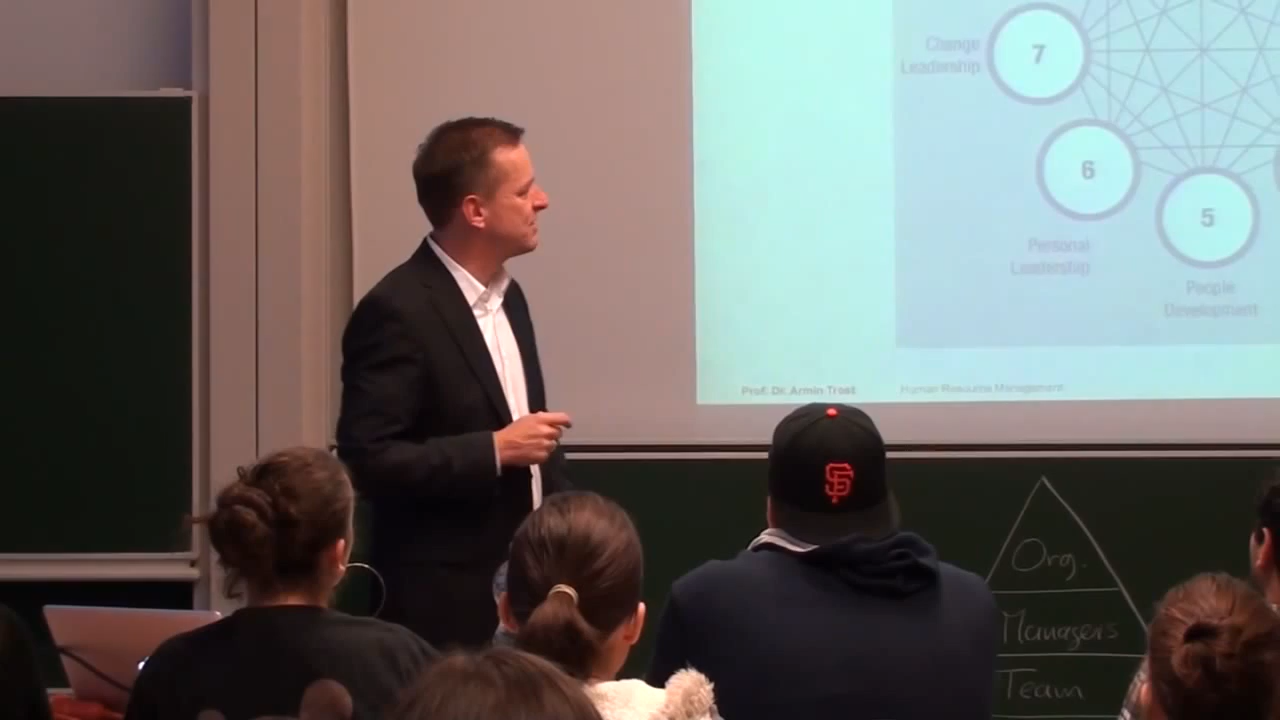 7
Change
Leadership
6
Personal
Leadership
5
People
Development
Prof. Dr. Armin Trost
Human Resource Management
SF
Org.
Managers
Team